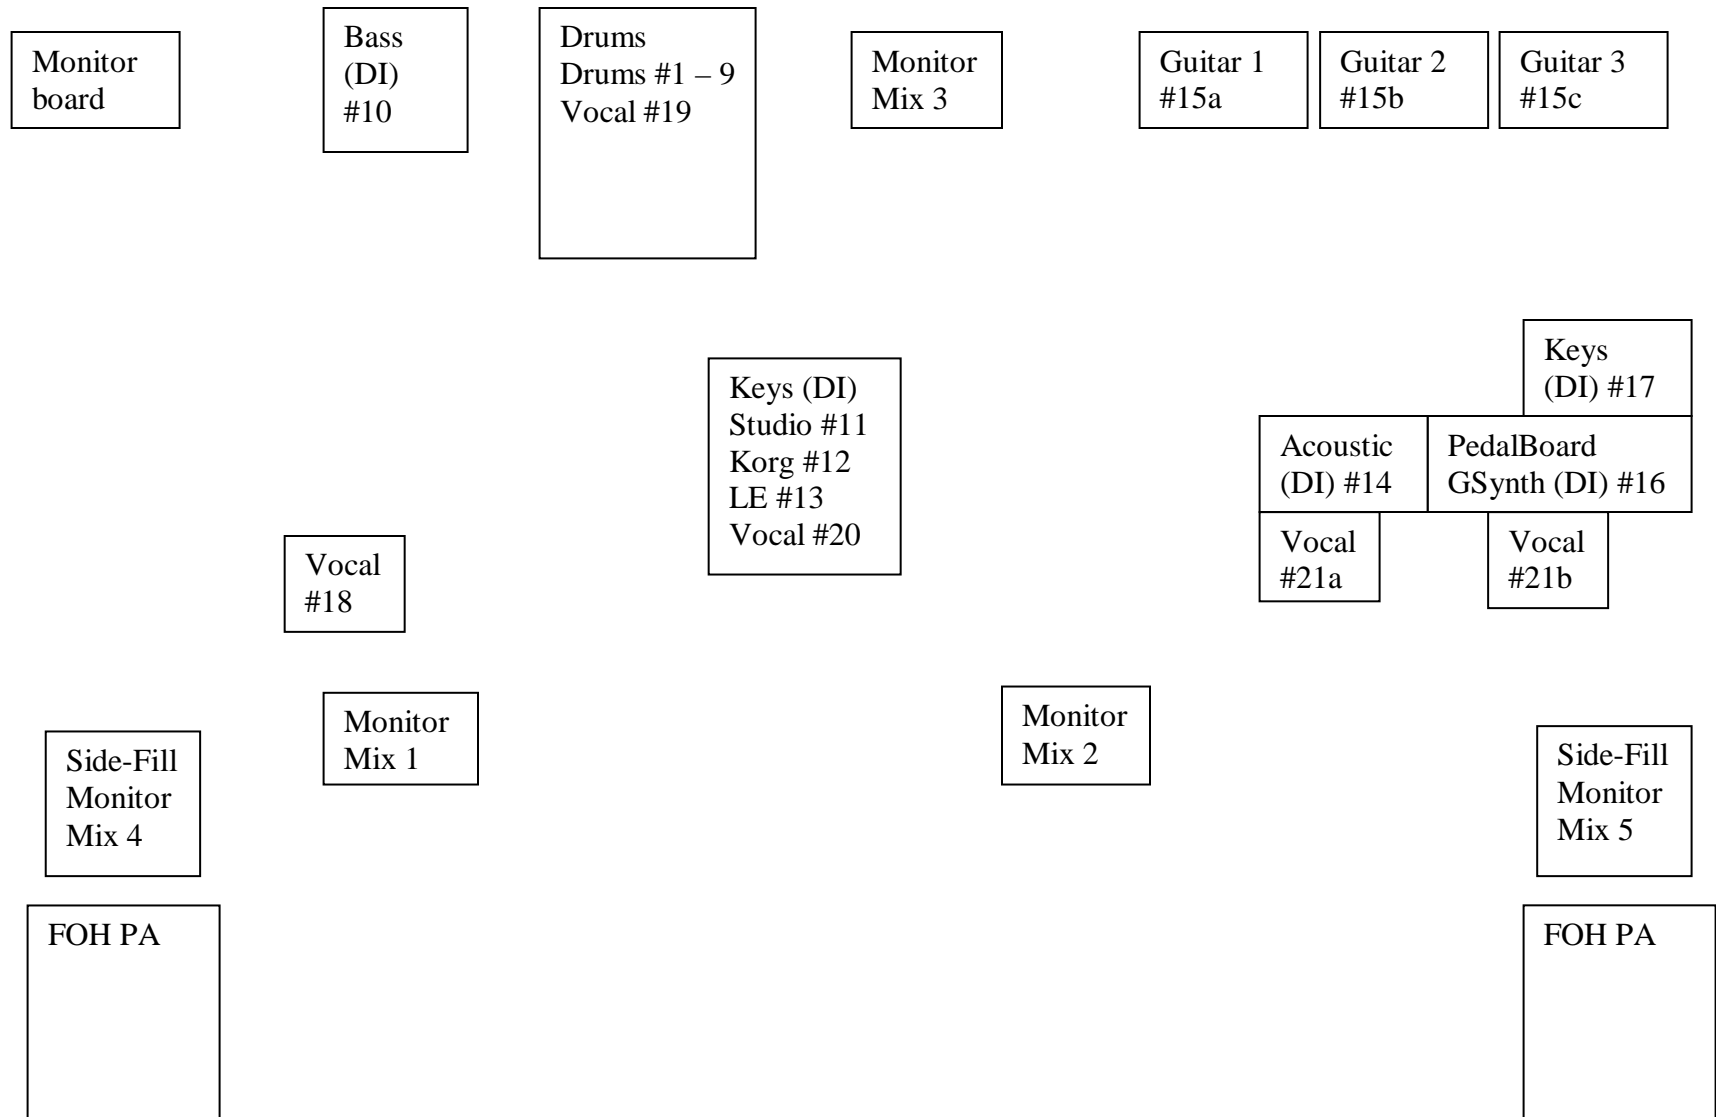 Monitor
board
Bass
(DI)
#10
Drums
Drums #1 – 9
Vocal #19
Monitor
Mix 3
Guitar 1
#15a
Guitar 2
#15b
Guitar 3
#15c
Keys
(DI) #17
Keys (DI)
Studio #11
Korg #12
LE #13
Vocal #20
Acoustic
(DI) #14
PedalBoard
GSynth (DI) #16
Vocal
#18
Vocal
#21a
Vocal
#21b
Monitor
Mix 1
Monitor
Mix 2
Side-Fill
Monitor
Mix 4
Side-Fill
Monitor
Mix 5
FOH PA
FOH PA